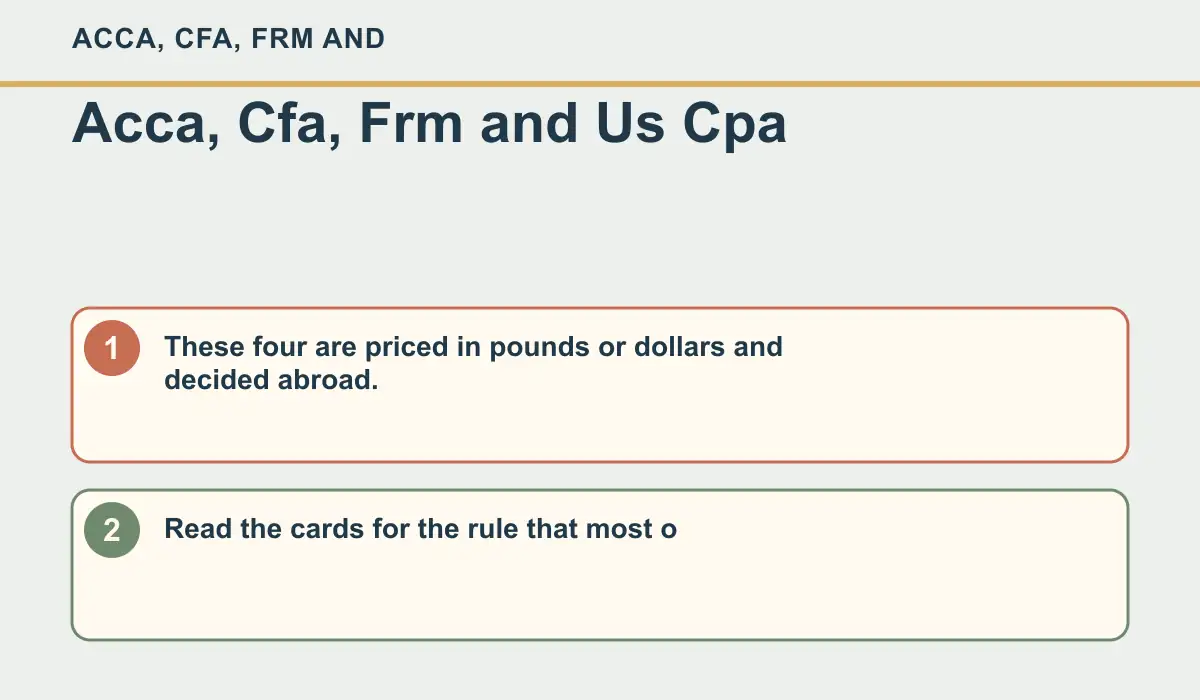 ACCA, CFA, FRM AND
Acca, Cfa, Frm and Us Cpa
1
These four are priced in pounds or dollars and
decided abroad.
2
Read the cards for the rule that most o